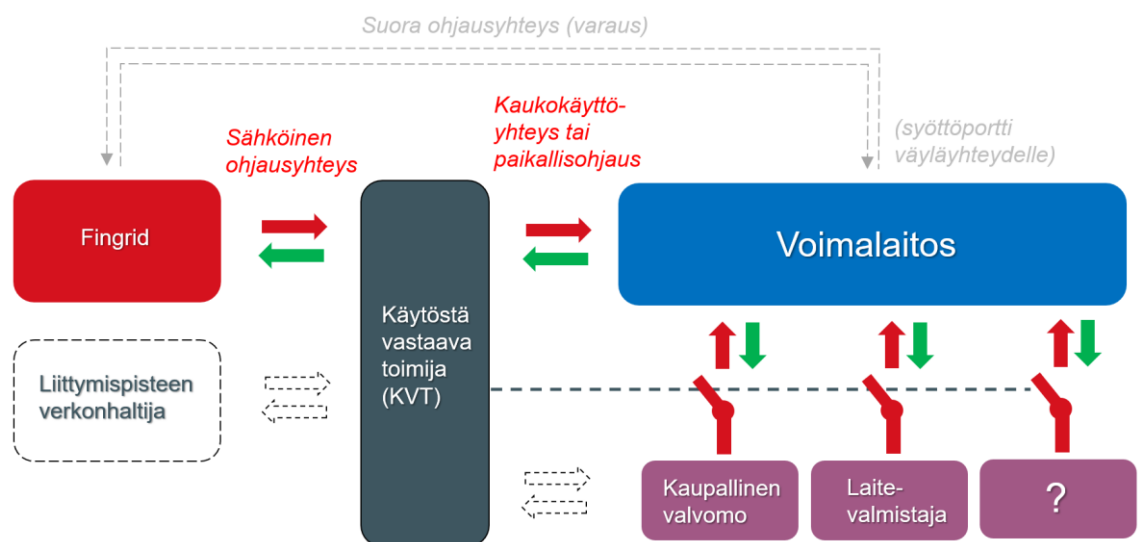 Suora ohjausyhteys (varaus)
Sähköinen
ohjausyhteys
Kaukokäyttö-
yhteys tai
paikallisohjaus
(syöttöportti
väyläyhteydelle)
Fingrid
Käytöstä
vastaava
toimija
(KVT)
Voimalaitos
Liittymispisteen
verkonhaltija
Kaupallinen
valvomo
Laite-
valmistaja
?